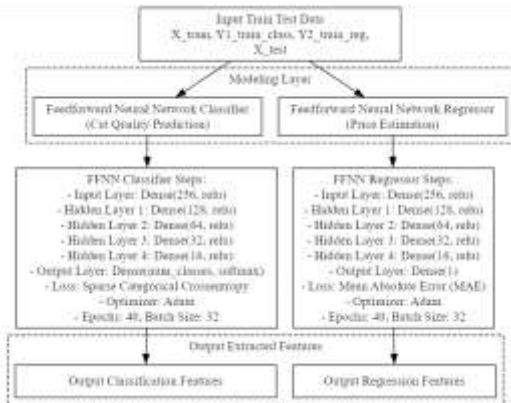 Input Train Test Data
X_train, Y1_train_class, Y2_train_reg,
X_test
Modeling Layer
Feedforward Neural Network Classifier
(Cut Quality Prediction)
Feedforward Neural Network Regressor
(Price Estimation)
FFNN Classifier Steps:
- Input Layer: Dense(256, relu)
- Hidden Layer 1: Dense(128, relu)
- Hidden Layer 2: Dense(64, relu)
- Hidden Layer 3: Dense(32, relu)
- Hidden Layer 4: Dense(16, relu)
- Output Layer: Dense(num_classes, softmax)
- Loss: Sparse Categorical Crossentropy
- Optimizer: Adam
- Epochs: 40, Batch Size: 32
FFNN Regressor Steps:
- Input Layer: Dense(256, relu)
- Hidden Layer 1: Dense(128, relu)
- Hidden Layer 2: Dense(64, relu)
- Hidden Layer 3: Dense(32, relu)
- Hidden Layer 4: Dense(16, relu)
- Output Layer: Dense(1)
- Loss: Mean Absolute Error (MAE)
- Optimizer: Adam
- Epochs: 40, Batch Size: 32
Output Extracted Features
Output Classification Features
Output Regression Features